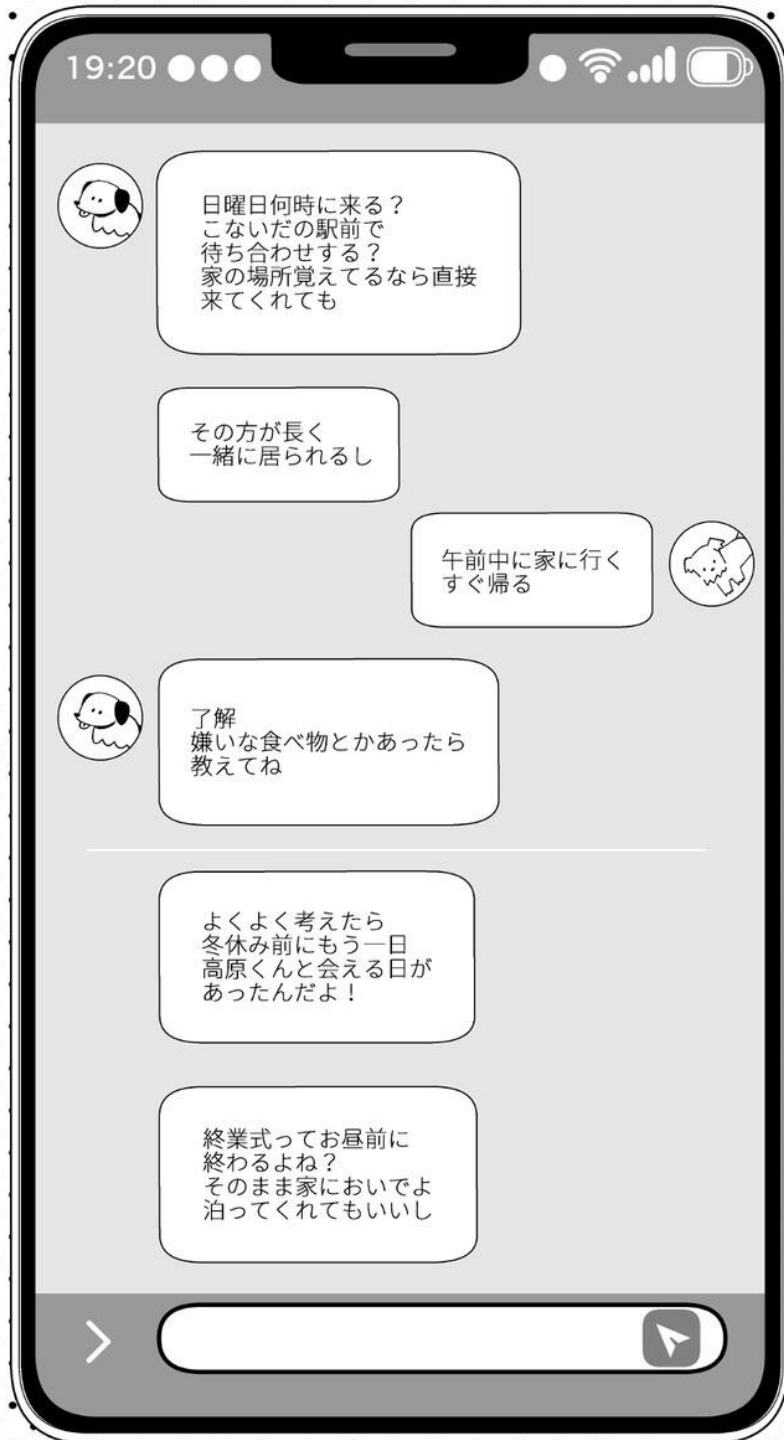 19:20
日曜日何時に来る？
こないだの駅前で
待ち合わせする？
家の場所覚えてるなら直接
来てくれても
その方が長く
一緒に居られるし
午前中に家に行く
すぐ帰る
了解
嫌いな食べ物とかあったら
教えてね
よくよく考えたら
冬休み前にもう一日
高原くんと会える日が
あったんだよ！
終業式ってお昼前に
終わるよね？
そのまま家においでよ
泊ってくれてもいいし